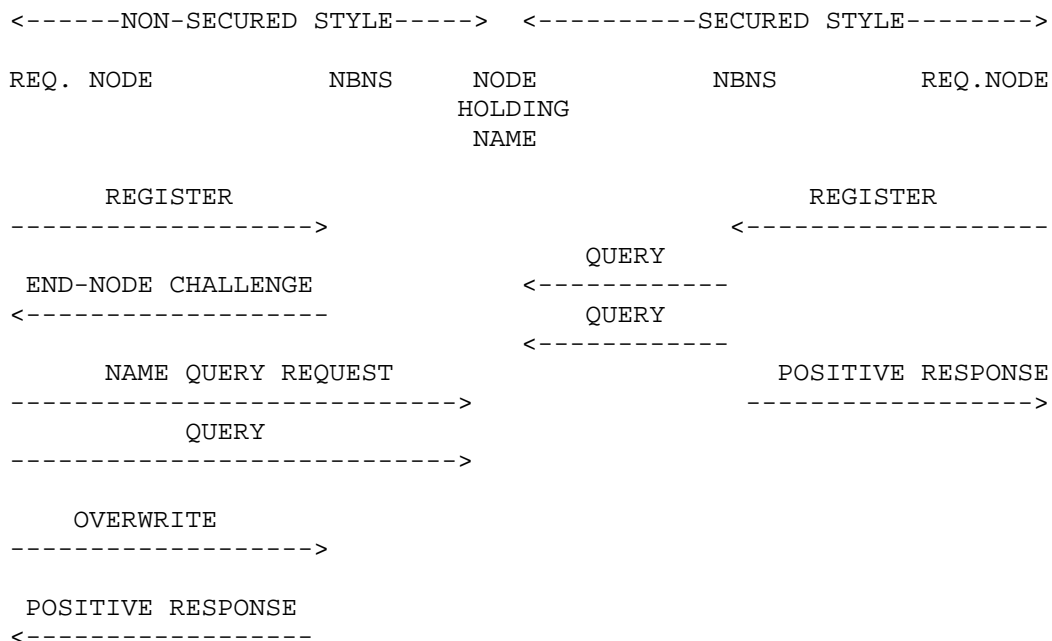 <------NON-SECURED STYLE-----> <----------SECURED STYLE-------->
REQ. NODE NBNS NODE NBNS REQ.NODE
HOLDING
NAME
REGISTER REGISTER
-------------------> <-------------------
QUERY
END-NODE CHALLENGE <------------
<------------------- QUERY
<------------
NAME QUERY REQUEST POSITIVE RESPONSE
----------------------------> ------------------>
QUERY
---------------------------->
OVERWRITE
------------------->
POSITIVE RESPONSE
<------------------